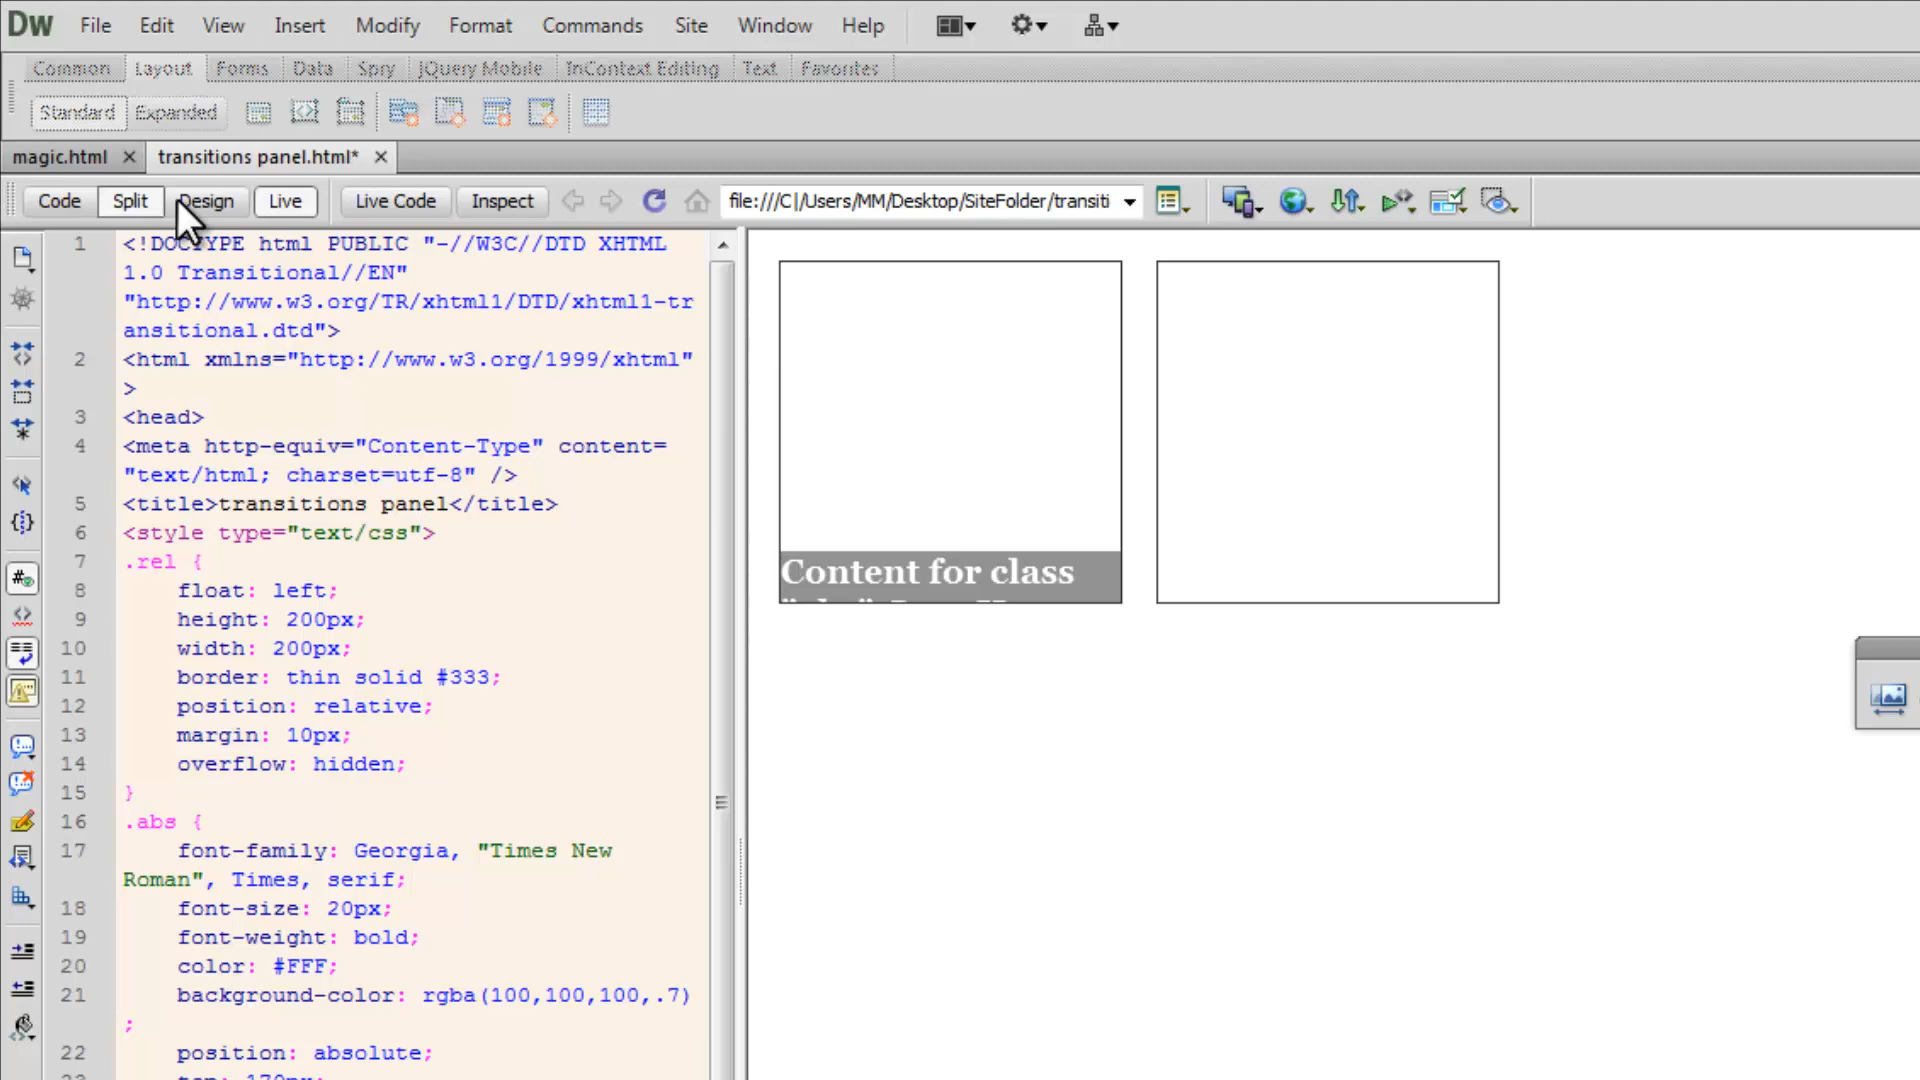 DW File Edit View Insert Modify Format Commands Site Window Help
Common Layout Forms Data Spry jQuery Mobile InContext Editing Text Favorites
Standard Expanded
magic.html transitions panel.html*
Code Split Design Live Live Code Inspect file:///C|/Users/MM/Desktop/SiteFolder/transiti
1 <!DOCTYPE html PUBLIC "-//W3C//DTD XHTML
1.0 Transitional//EN"
"http://www.w3.org/TR/xhtml1/DTD/xhtml1-tr
ansitional.dtd">
2 <html xmlns="http://www.w3.org/1999/xhtml"
>
3 <head>
4 <meta http-equiv="Content-Type" content=
"text/html; charset=utf-8" />
5 <title>transitions panel</title>
6 <style type="text/css">
7 .rel {
8 float: left;
9 height: 200px;
10 width: 200px;
11 border: thin solid #333;
12 position: relative;
13 margin: 10px;
14 overflow: hidden;
15 }
16 .abs {
17 font-family: Georgia, "Times New
Roman", Times, serif;
18 font-size: 20px;
19 font-weight: bold;
20 color: #FFF;
21 background-color: rgba(100,100,100,.7)
;
22 position: absolute;
23 top: 170px;
Content for class